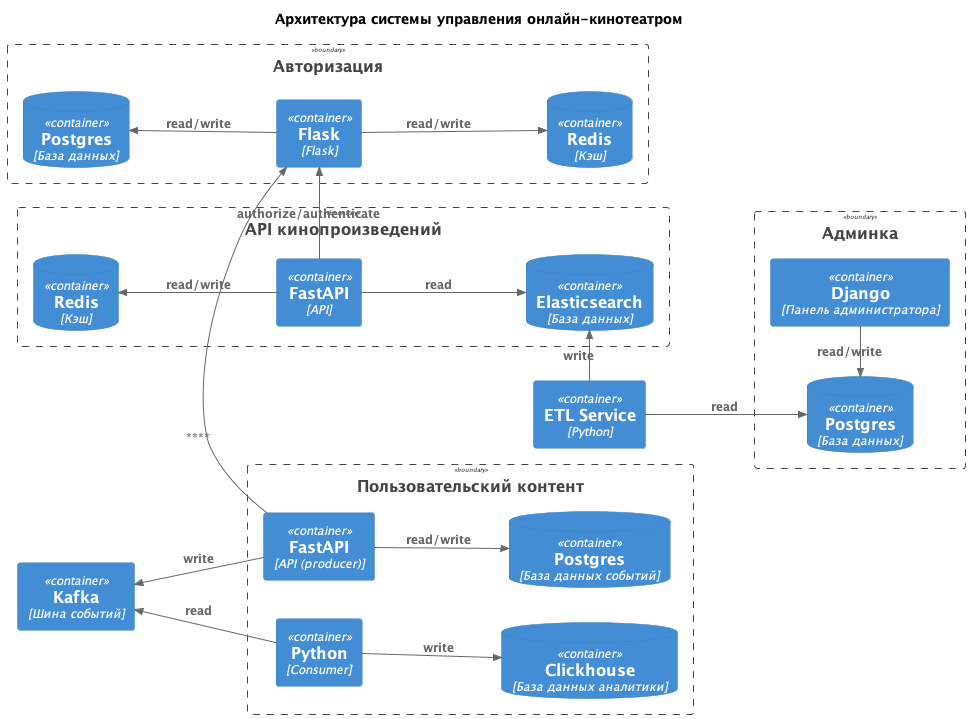 Архитектура системы управления онлайн-кинотеатром
«boundary»
Авторизация
«container»
Postgres
[База данных]
read/write
«container»
Flask
[Flask]
read/write
«container»
Redis
[Кэш]
authorize/authenticate
API кинопроизведений
«container»
Redis
[Кэш]
read/write
«container»
FastAPI
[API]
read
«container»
Elasticsearch
[База данных]
write
«container»
ETL Service
[Python]
read
«boundary»
Админка
«container»
Django
[Панель администратора]
read/write
«container»
Postgres
[База данных]
****
«boundary»
Пользовательский контент
«container»
FastAPI
[API (producer)]
read/write
«container»
Postgres
[База данных событий]
write
«container»
Kafka
[Шина событий]
read
«container»
Python
[Consumer]
write
«container»
Clickhouse
[База данных аналитики]